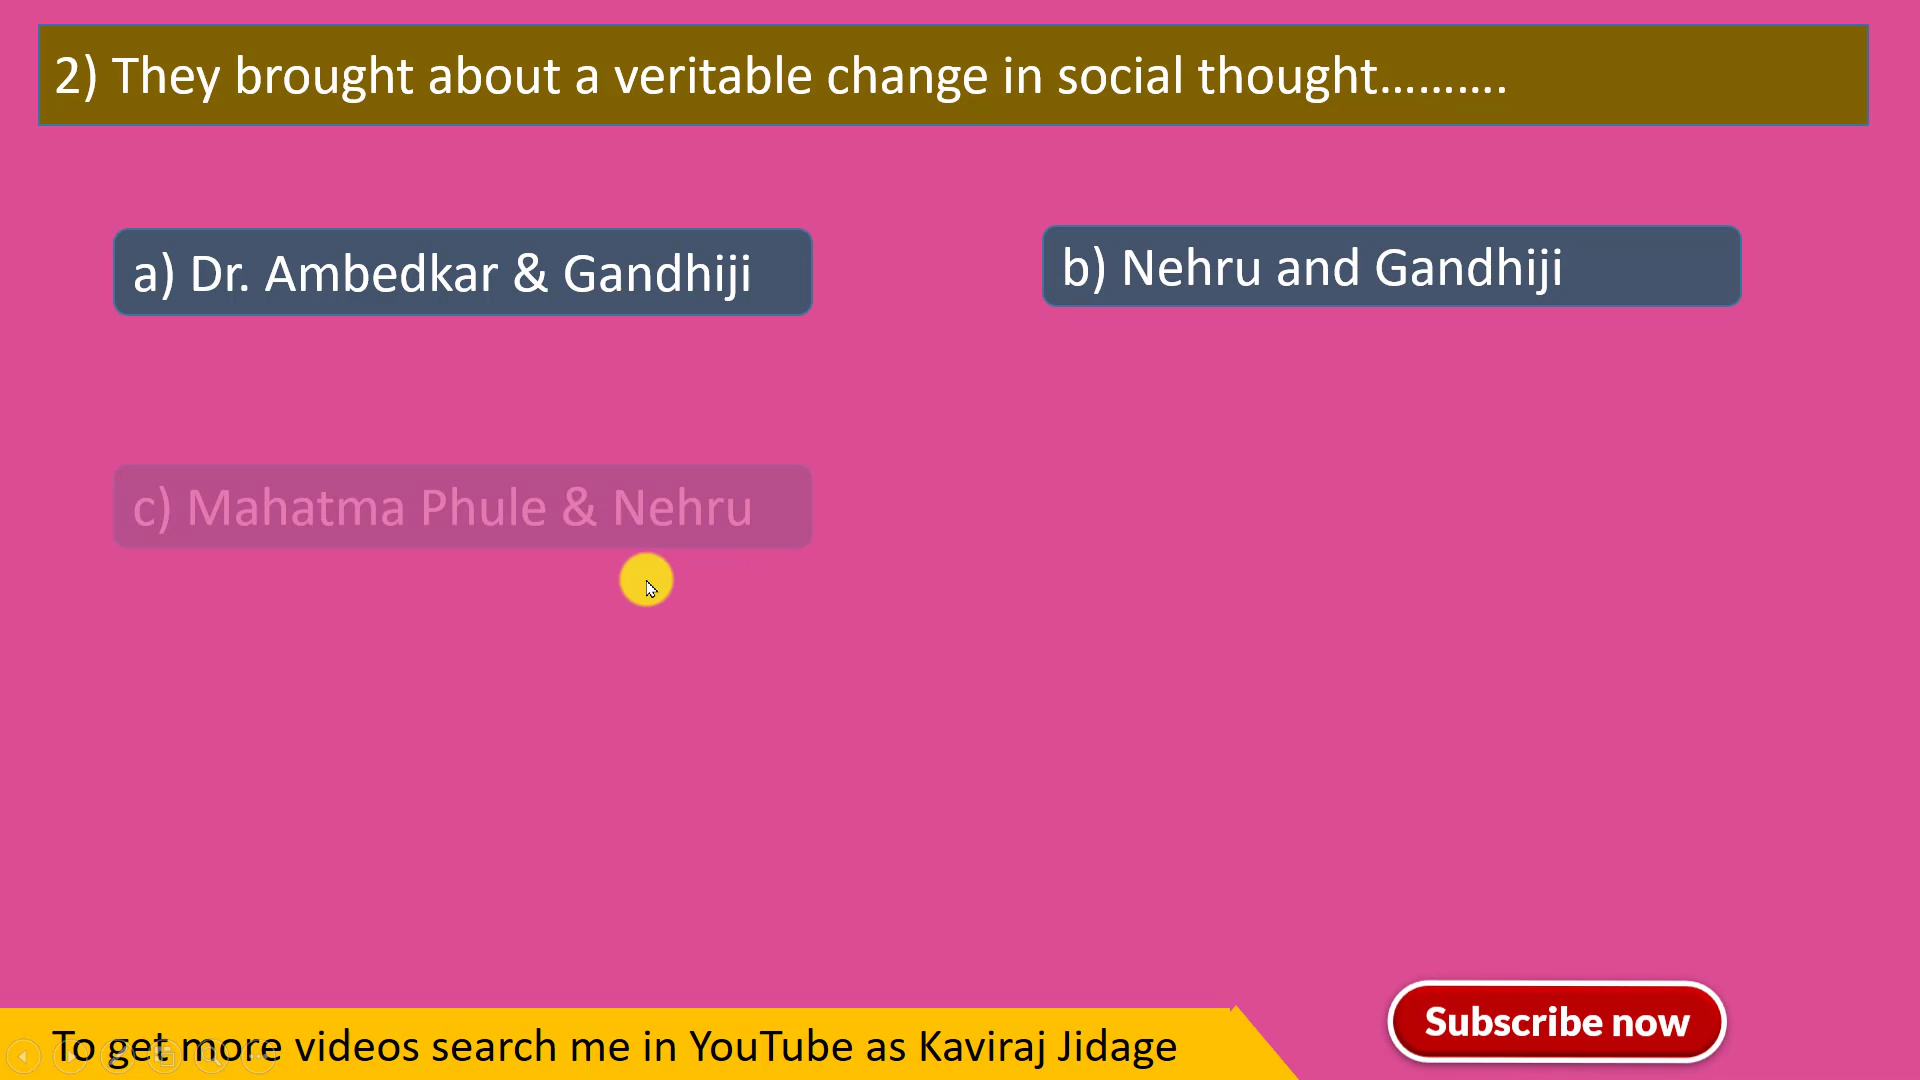 2) They brought about a veritable change in social thought……….
a) Dr. Ambedkar & Gandhiji
b) Nehru and Gandhiji
c) Mahatma Phule & Nehru
To get more videos search me in YouTube as Kaviraj Jidage
Subscribe now